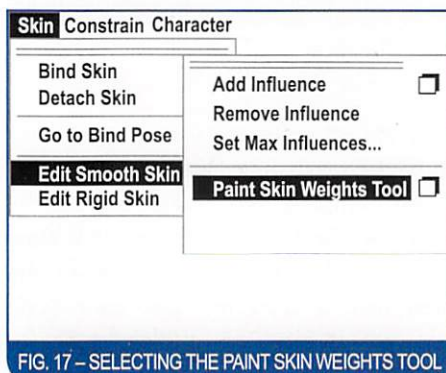 Skin Constrain Character
Bind Skin
Detach Skin
Go to Bind Pose
Edit Smooth Skin
Edit Rigid Skin
Add Influence
Remove Influence
Set Max Influences...
Paint Skin Weights Tool
FIG. 17 – SELECTING THE PAINT SKIN WEIGHTS TOOL